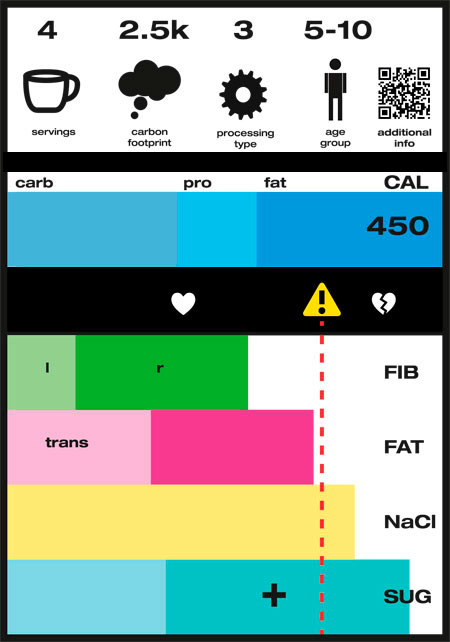 4 2.5k 3 5-10
servings carbon footprint processing type age group additional info
carb pro fat CAL
450
!
l r FIB
trans FAT
NaCl
+ SUG